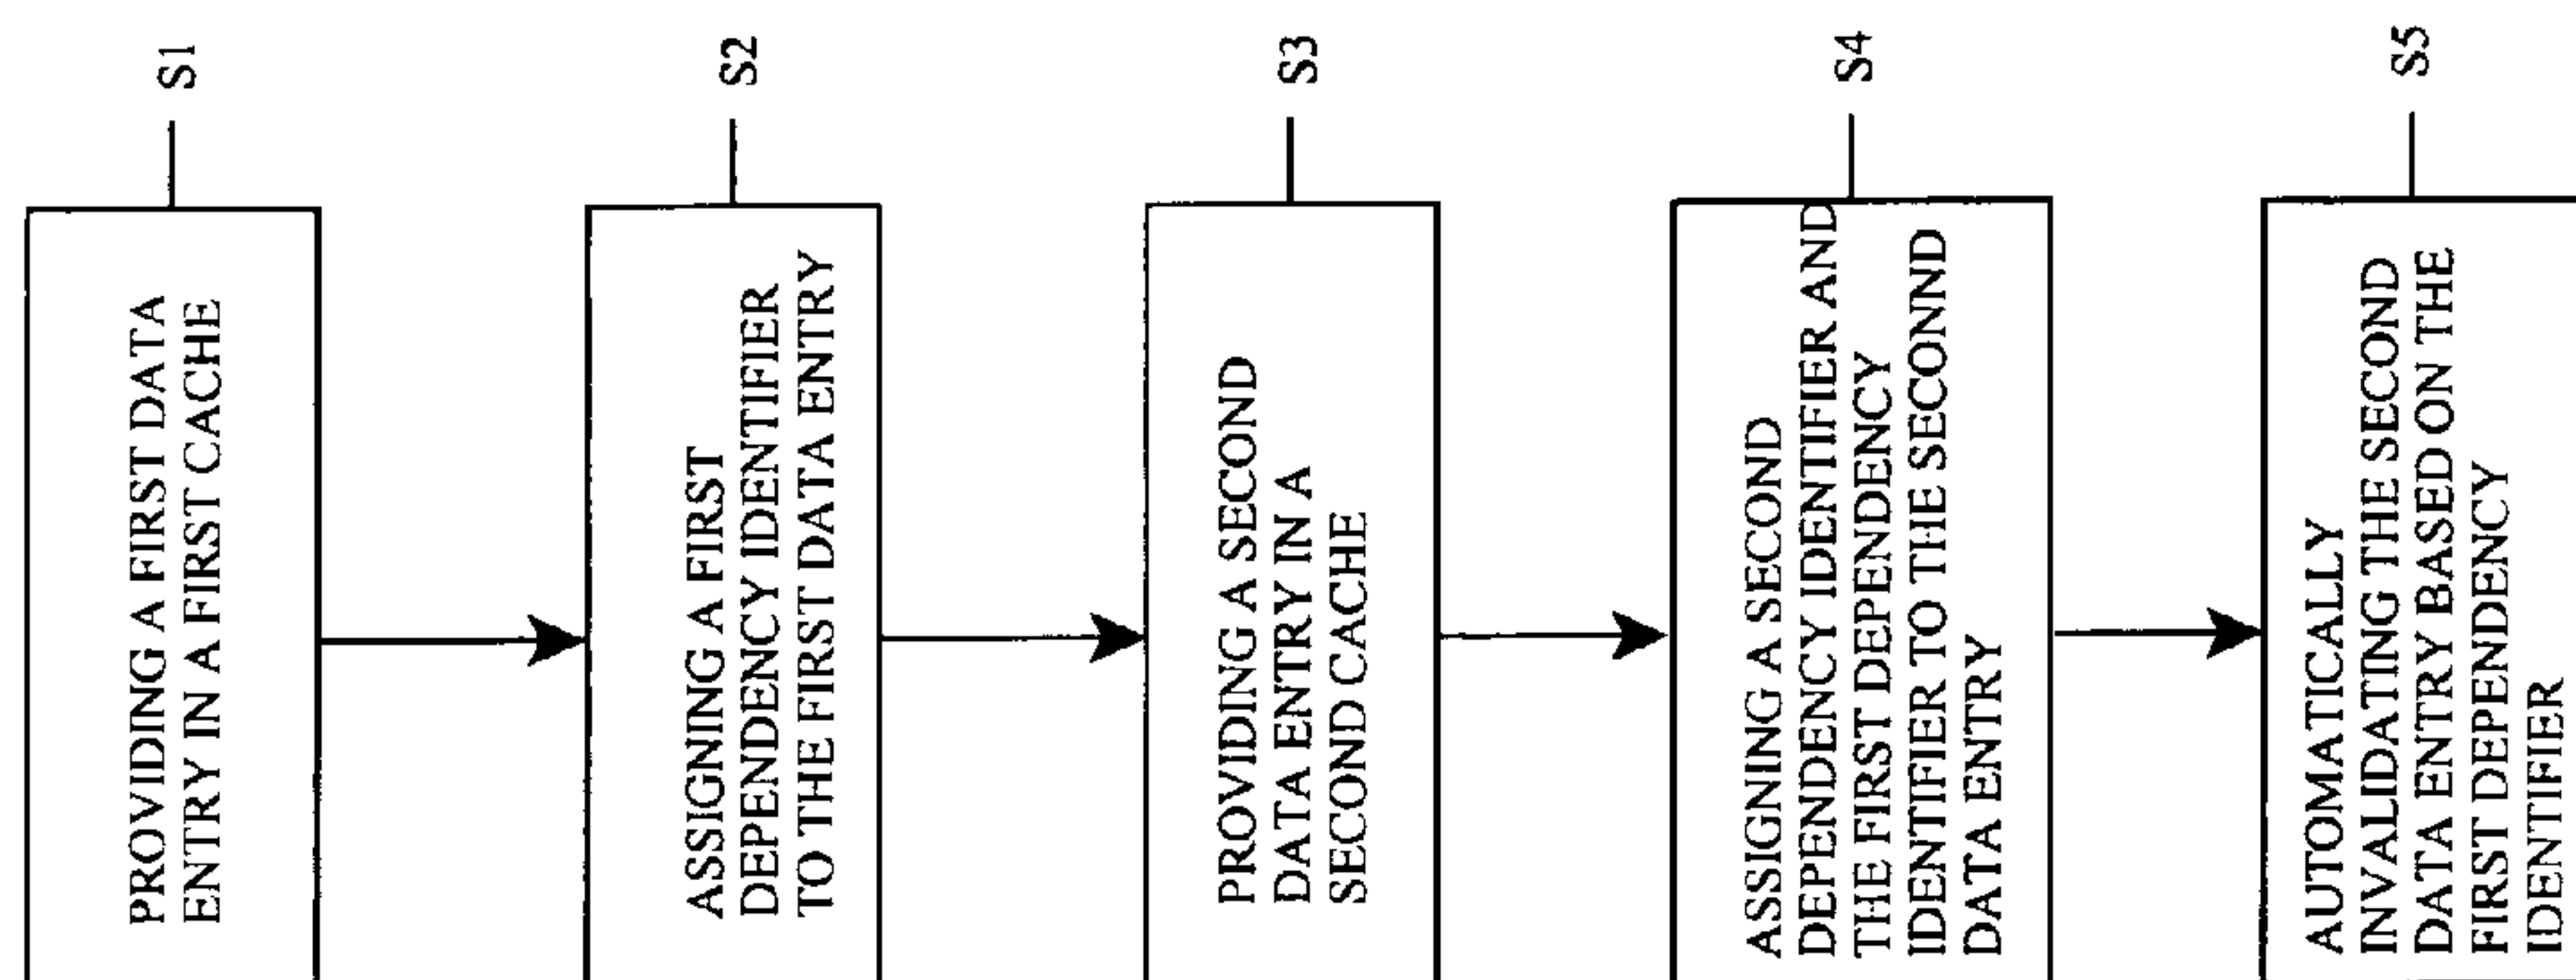 PROVIDING A FIRST DATA
ENTRY IN A FIRST CACHE
S1
ASSIGNING A FIRST
DEPENDENCY IDENTIFIER
TO THE FIRST DATA ENTRY
S2
PROVIDING A SECOND
DATA ENTRY IN A
SECOND CACHE
S3
ASSIGNING A SECOND
DEPENDENCY IDENTIFIER AND
THE FIRST DEPENDENCY
IDENTIFIER TO THE SECOND
DATA ENTRY
S4
AUTOMATICALLY
INVALIDATING THE SECOND
DATA ENTRY BASED ON THE
FIRST DEPENDENCY
IDENTIFIER
S5